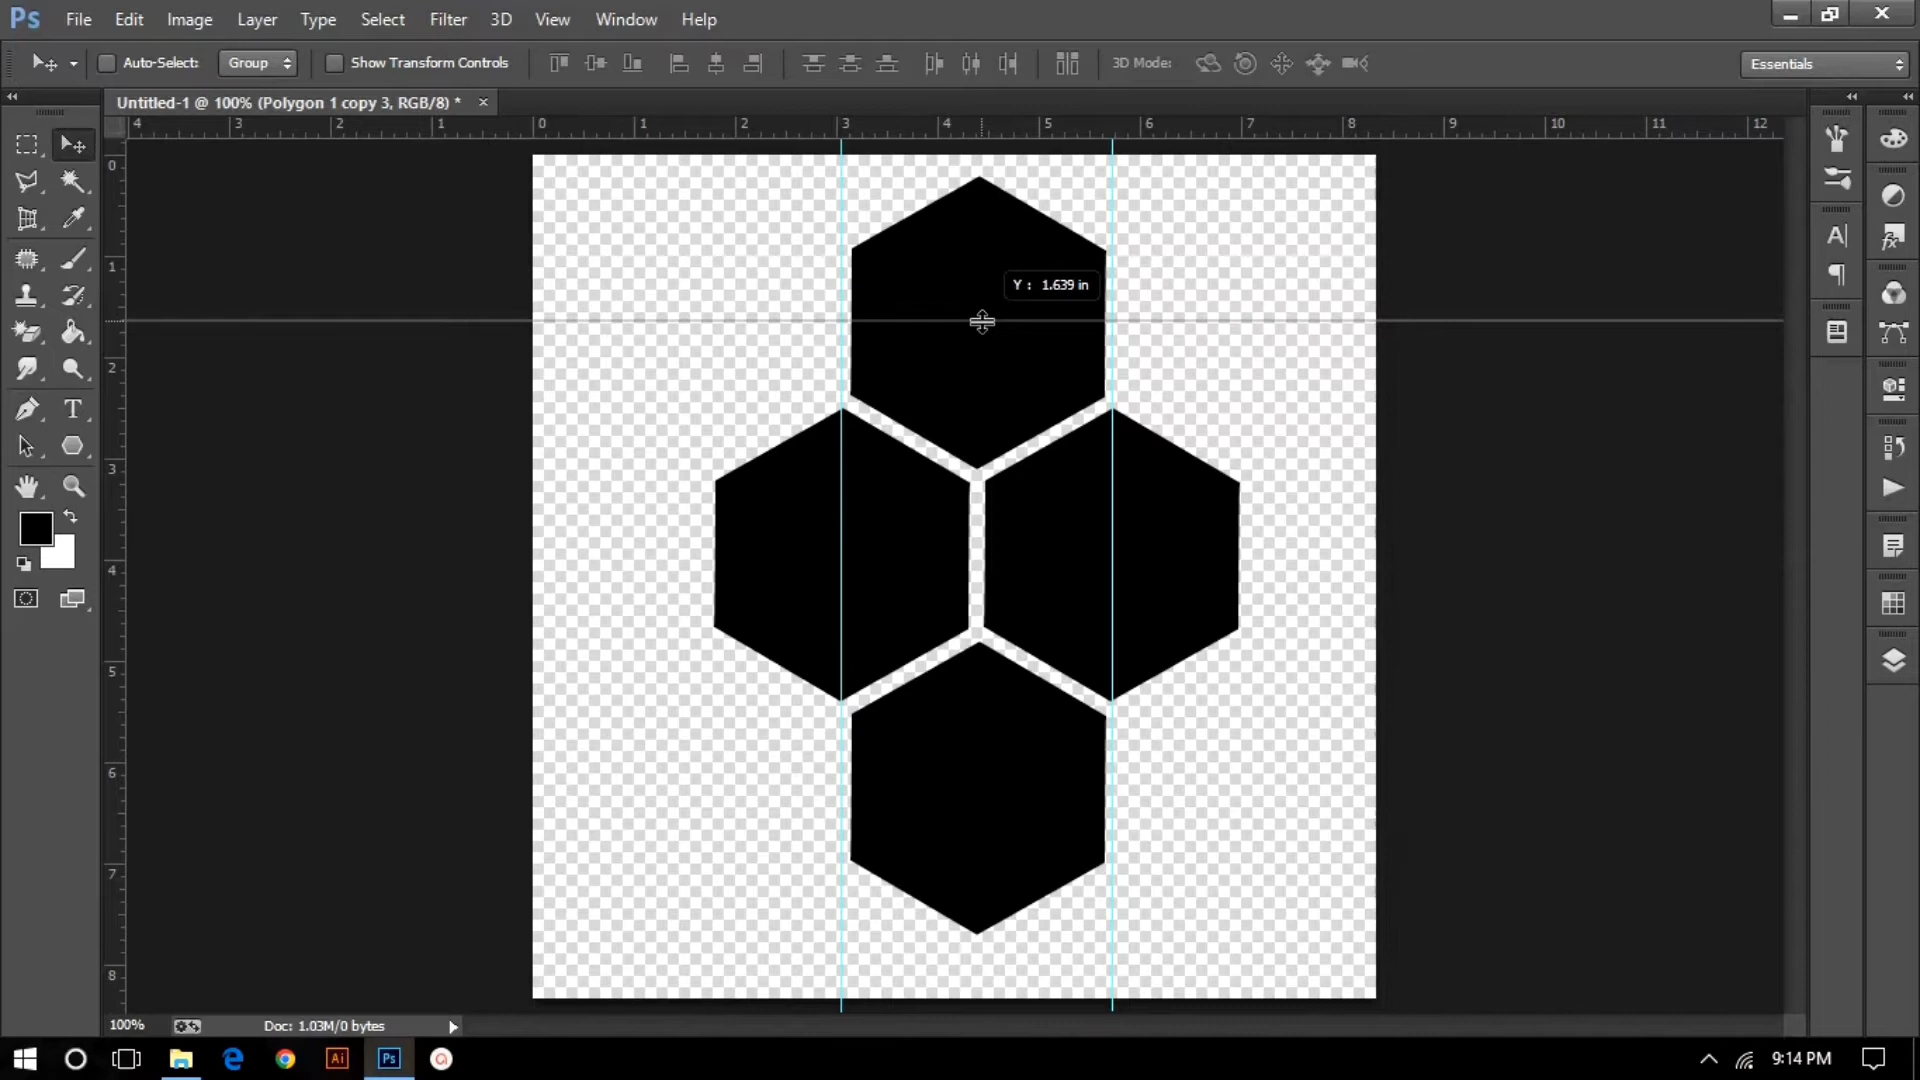 Ps File Edit Image Layer Type Select Filter 3D View Window Help
Auto-Select: Group Show Transform Controls 3D Mode: Essentials
Untitled-1 @ 100% (Polygon 1 copy 3, RGB/8) * ×
4 3 2 1 0 1 2 3 4 5 6 7 8 9 10 11 12
0
1
2
3
4
5
6
7
8
Y : 1.639 in
100% Doc: 1.03M/0 bytes
Ai Ps 9:14 PM